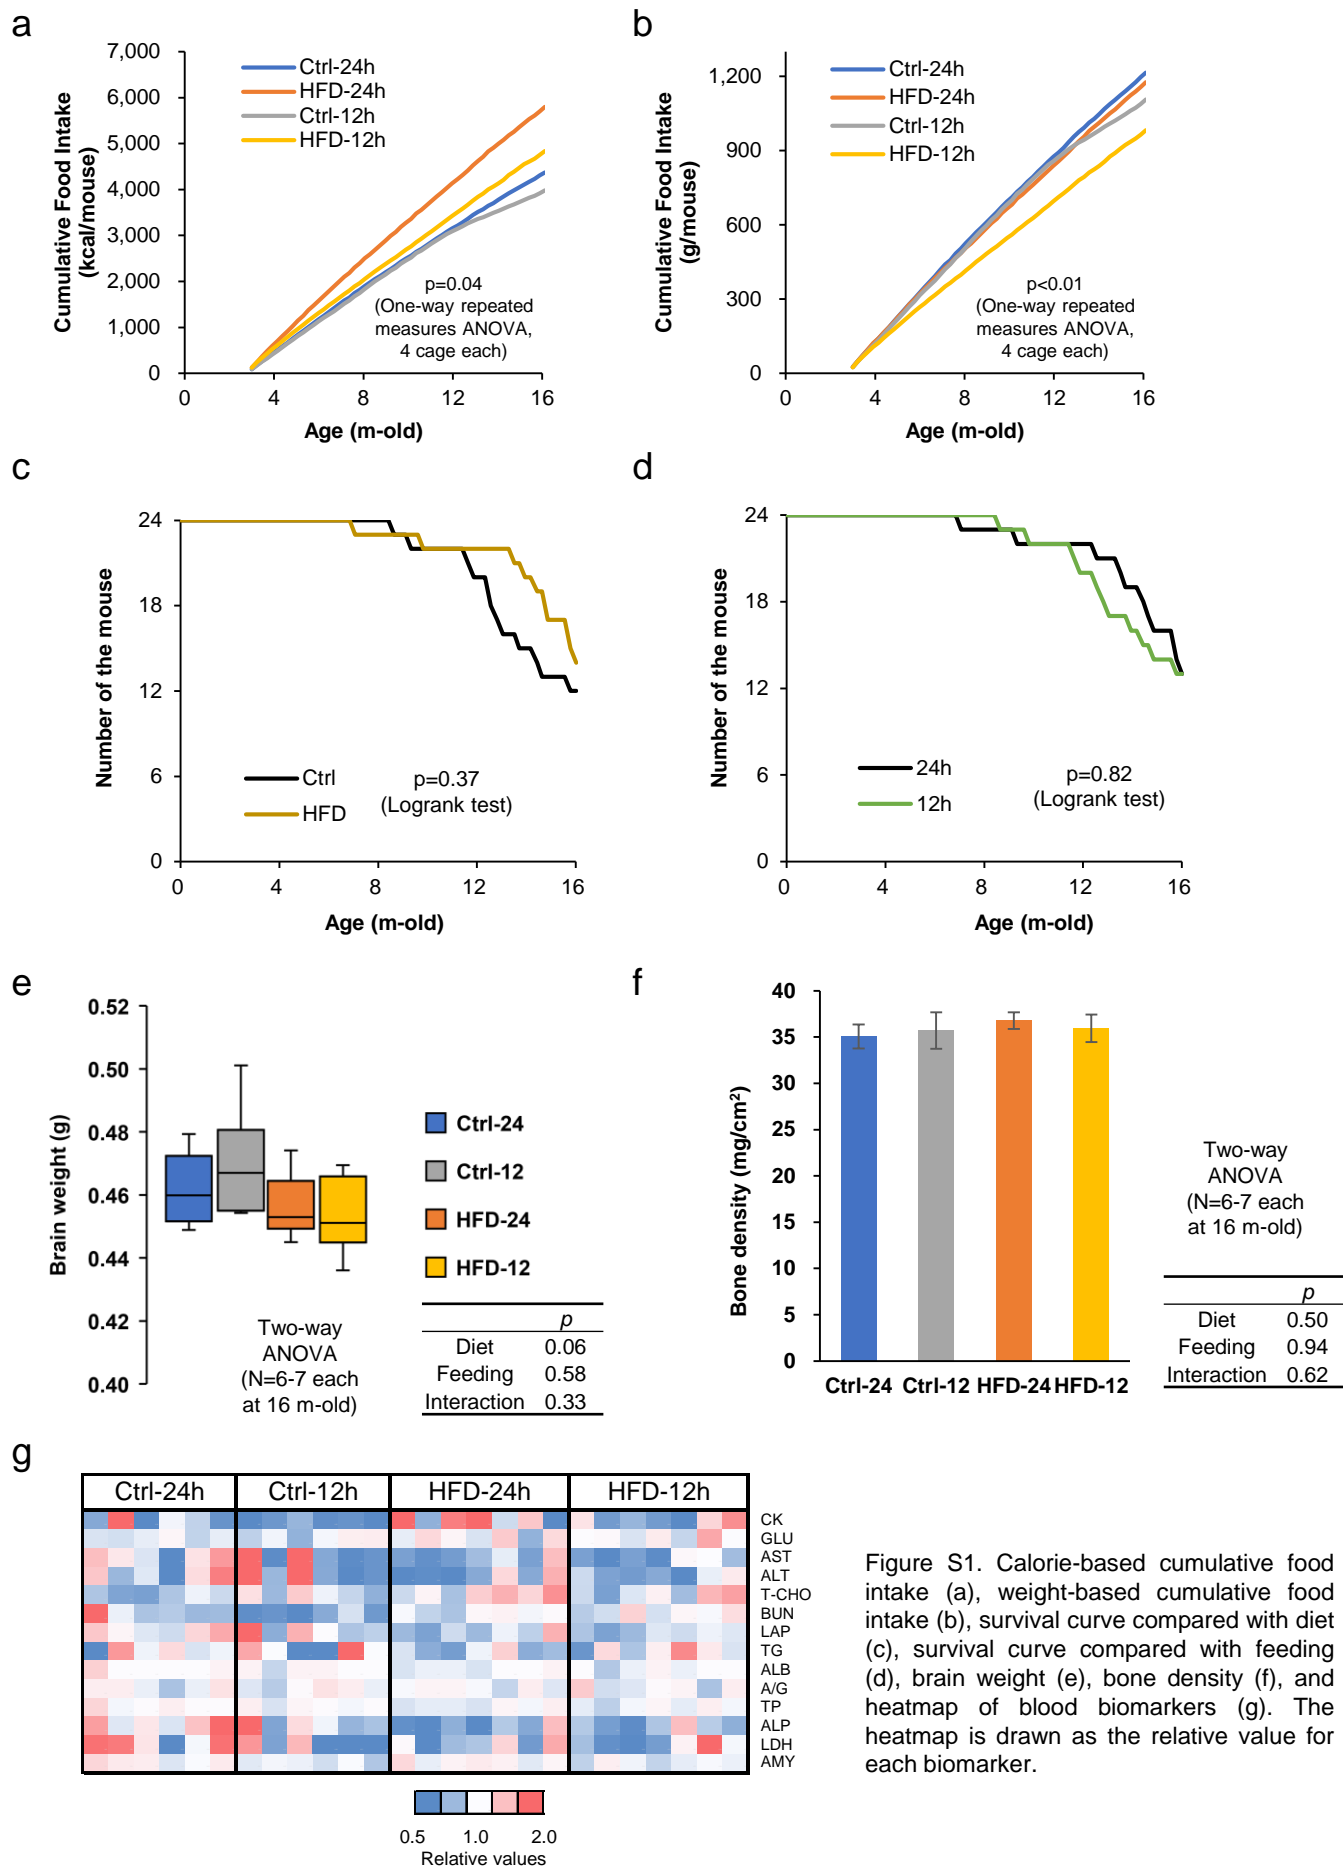 a
7,000
6,000
5,000
4,000
3,000
2,000
1,000
0
Cumulative Food Intake
(kcal/mouse)
Ctrl-24h
HFD-24h
Ctrl-12h
HFD-12h
p=0.04
(One-way repeated
measures ANOVA,
4 cage each)
0 4 8 12 16
Age (m-old)
b
1,200
900
600
300
0
Cumulative Food Intake
(g/mouse)
Ctrl-24h
HFD-24h
Ctrl-12h
HFD-12h
p<0.01
(One-way repeated
measures ANOVA,
4 cage each)
0 4 8 12 16
Age (m-old)
c
24
18
12
6
0
Number of the mouse
Ctrl
HFD
p=0.37
(Logrank test)
0 4 8 12 16
Age (m-old)
d
24
18
12
6
0
Number of the mouse
24h
12h
p=0.82
(Logrank test)
0 4 8 12 16
Age (m-old)
e
0.52
0.50
0.48
0.46
0.44
0.42
0.40
Brain weight (g)
Ctrl-24
Ctrl-12
HFD-24
HFD-12
Two-way
ANOVA
(N=6-7 each
at 16 m-old)
p
Diet 0.06
Feeding 0.58
Interaction 0.33
f
40
35
30
25
20
15
10
5
0
Bone density (mg/cm²)
Ctrl-24 Ctrl-12 HFD-24 HFD-12
Two-way
ANOVA
(N=6-7 each
at 16 m-old)
p
Diet 0.50
Feeding 0.94
Interaction 0.62
g
Ctrl-24h Ctrl-12h HFD-24h HFD-12h
CK
GLU
AST
ALT
T-CHO
BUN
LAP
TG
ALB
A/G
TP
ALP
LDH
AMY
0.5 1.0 2.0
Relative values
Figure S1. Calorie-based cumulative food
intake (a), weight-based cumulative food
intake (b), survival curve compared with diet
(c), survival curve compared with feeding
(d), brain weight (e), bone density (f), and
heatmap of blood biomarkers (g). The
heatmap is drawn as the relative value for
each biomarker.